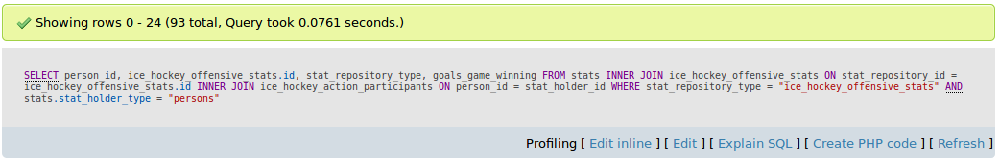 Showing rows 0 - 24 (93 total, Query took 0.0761 seconds.)
SELECT person_id, ice_hockey_offensive_stats.id, stat_repository_type, goals_game_winning FROM stats INNER JOIN ice_hockey_offensive_stats ON stat_repository_id =
ice_hockey_offensive_stats.id INNER JOIN ice_hockey_action_participants ON person_id = stat_holder_id WHERE stat_repository_type = "ice_hockey_offensive_stats" AND
stats.stat_holder_type = "persons"
Profiling [ Edit inline ] [ Edit ] [ Explain SQL ] [ Create PHP code ] [ Refresh ]